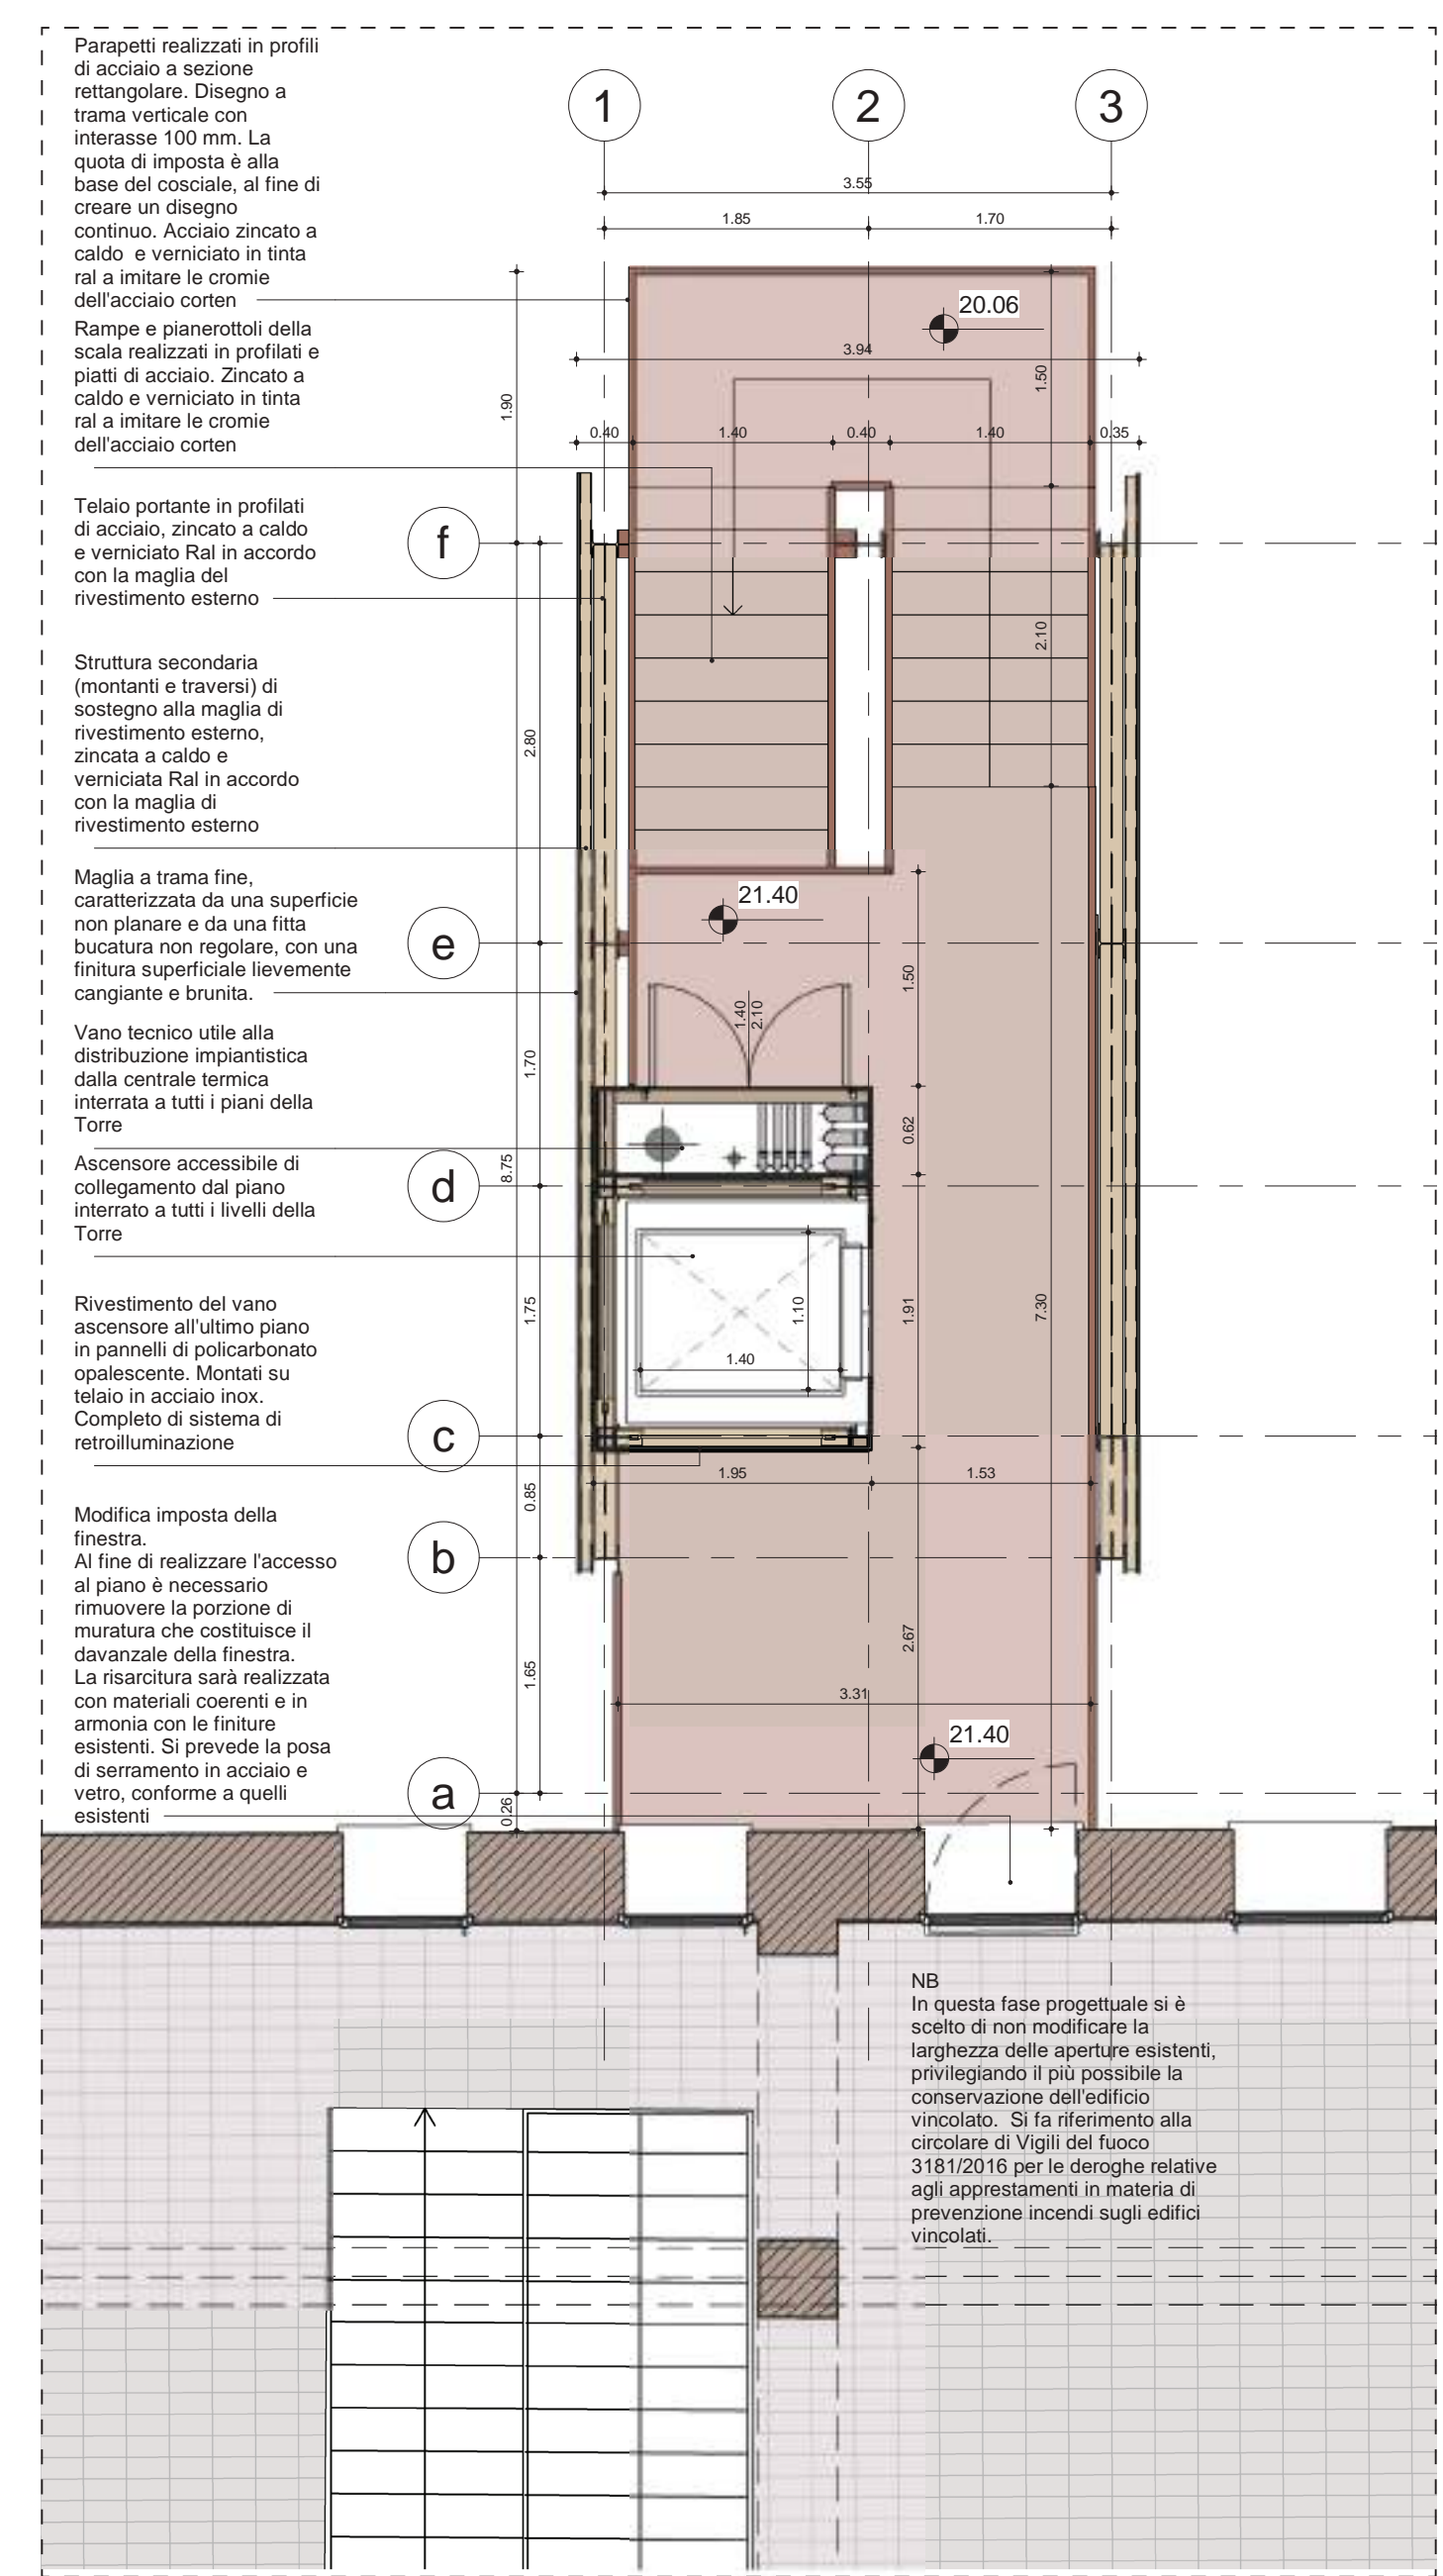 Parapetti realizzati in profili
di acciaio a sezione
rettangolare. Disegno a
trama verticale con
interasse 100 mm. La
quota di imposta è alla
base del cosciale, al fine di
creare un disegno
continuo. Acciaio zincato a
caldo  e verniciato in tinta
ral a imitare le cromie
dell'acciaio corten
Rampe e pianerottoli della
scala realizzati in profilati e
piatti di acciaio. Zincato a
caldo e verniciato in tinta
ral a imitare le cromie
dell'acciaio corten
Telaio portante in profilati
di acciaio, zincato a caldo
e verniciato Ral in accordo
con la maglia del
rivestimento esterno
Struttura secondaria
(montanti e traversi) di
sostegno alla maglia di
rivestimento esterno,
zincata a caldo e
verniciata Ral in accordo
con la maglia di
rivestimento esterno
Maglia a trama fine,
caratterizzata da una superficie
non planare e da una fitta
bucatura non regolare, con una
finitura superficiale lievemente
cangiante e brunita.
Vano tecnico utile alla
distribuzione impiantistica
dalla centrale termica
interrata a tutti i piani della
Torre
Ascensore accessibile di
collegamento dal piano
interrato a tutti i livelli della
Torre
Rivestimento del vano
ascensore all'ultimo piano
in pannelli di policarbonato
opalescente. Montati su
telaio in acciaio inox.
Completo di sistema di
retroilluminazione
Modifica imposta della
finestra.
Al fine di realizzare l'accesso
al piano è necessario
rimuovere la porzione di
muratura che costituisce il
davanzale della finestra.
La risarcitura sarà realizzata
con materiali coerenti e in
armonia con le finiture
esistenti. Si prevede la posa
di serramento in acciaio e
vetro, conforme a quelli
esistenti
1 2 3
3.55
1.85 1.70
20.06
3.94
1.50
1.90
0.40 1.40 0.40 1.40 0.35
f
2.10
2.80
21.40
e
1.50
1.40
2.10
1.70
0.62
8.75
d
1.10
1.40
1.75
1.91
7.30
c
1.95 1.53
0.85
b
2.67
1.65
3.31
21.40
a
0.26
NB
In questa fase progettuale si è
scelto di non modificare la
larghezza delle aperture esistenti,
privilegiando il più possibile la
conservazione dell'edificio
vincolato.  Si fa riferimento alla
circolare di Vigili del fuoco
3181/2016 per le deroghe relative
agli apprestamenti in materia di
prevenzione incendi sugli edifici
vincolati.